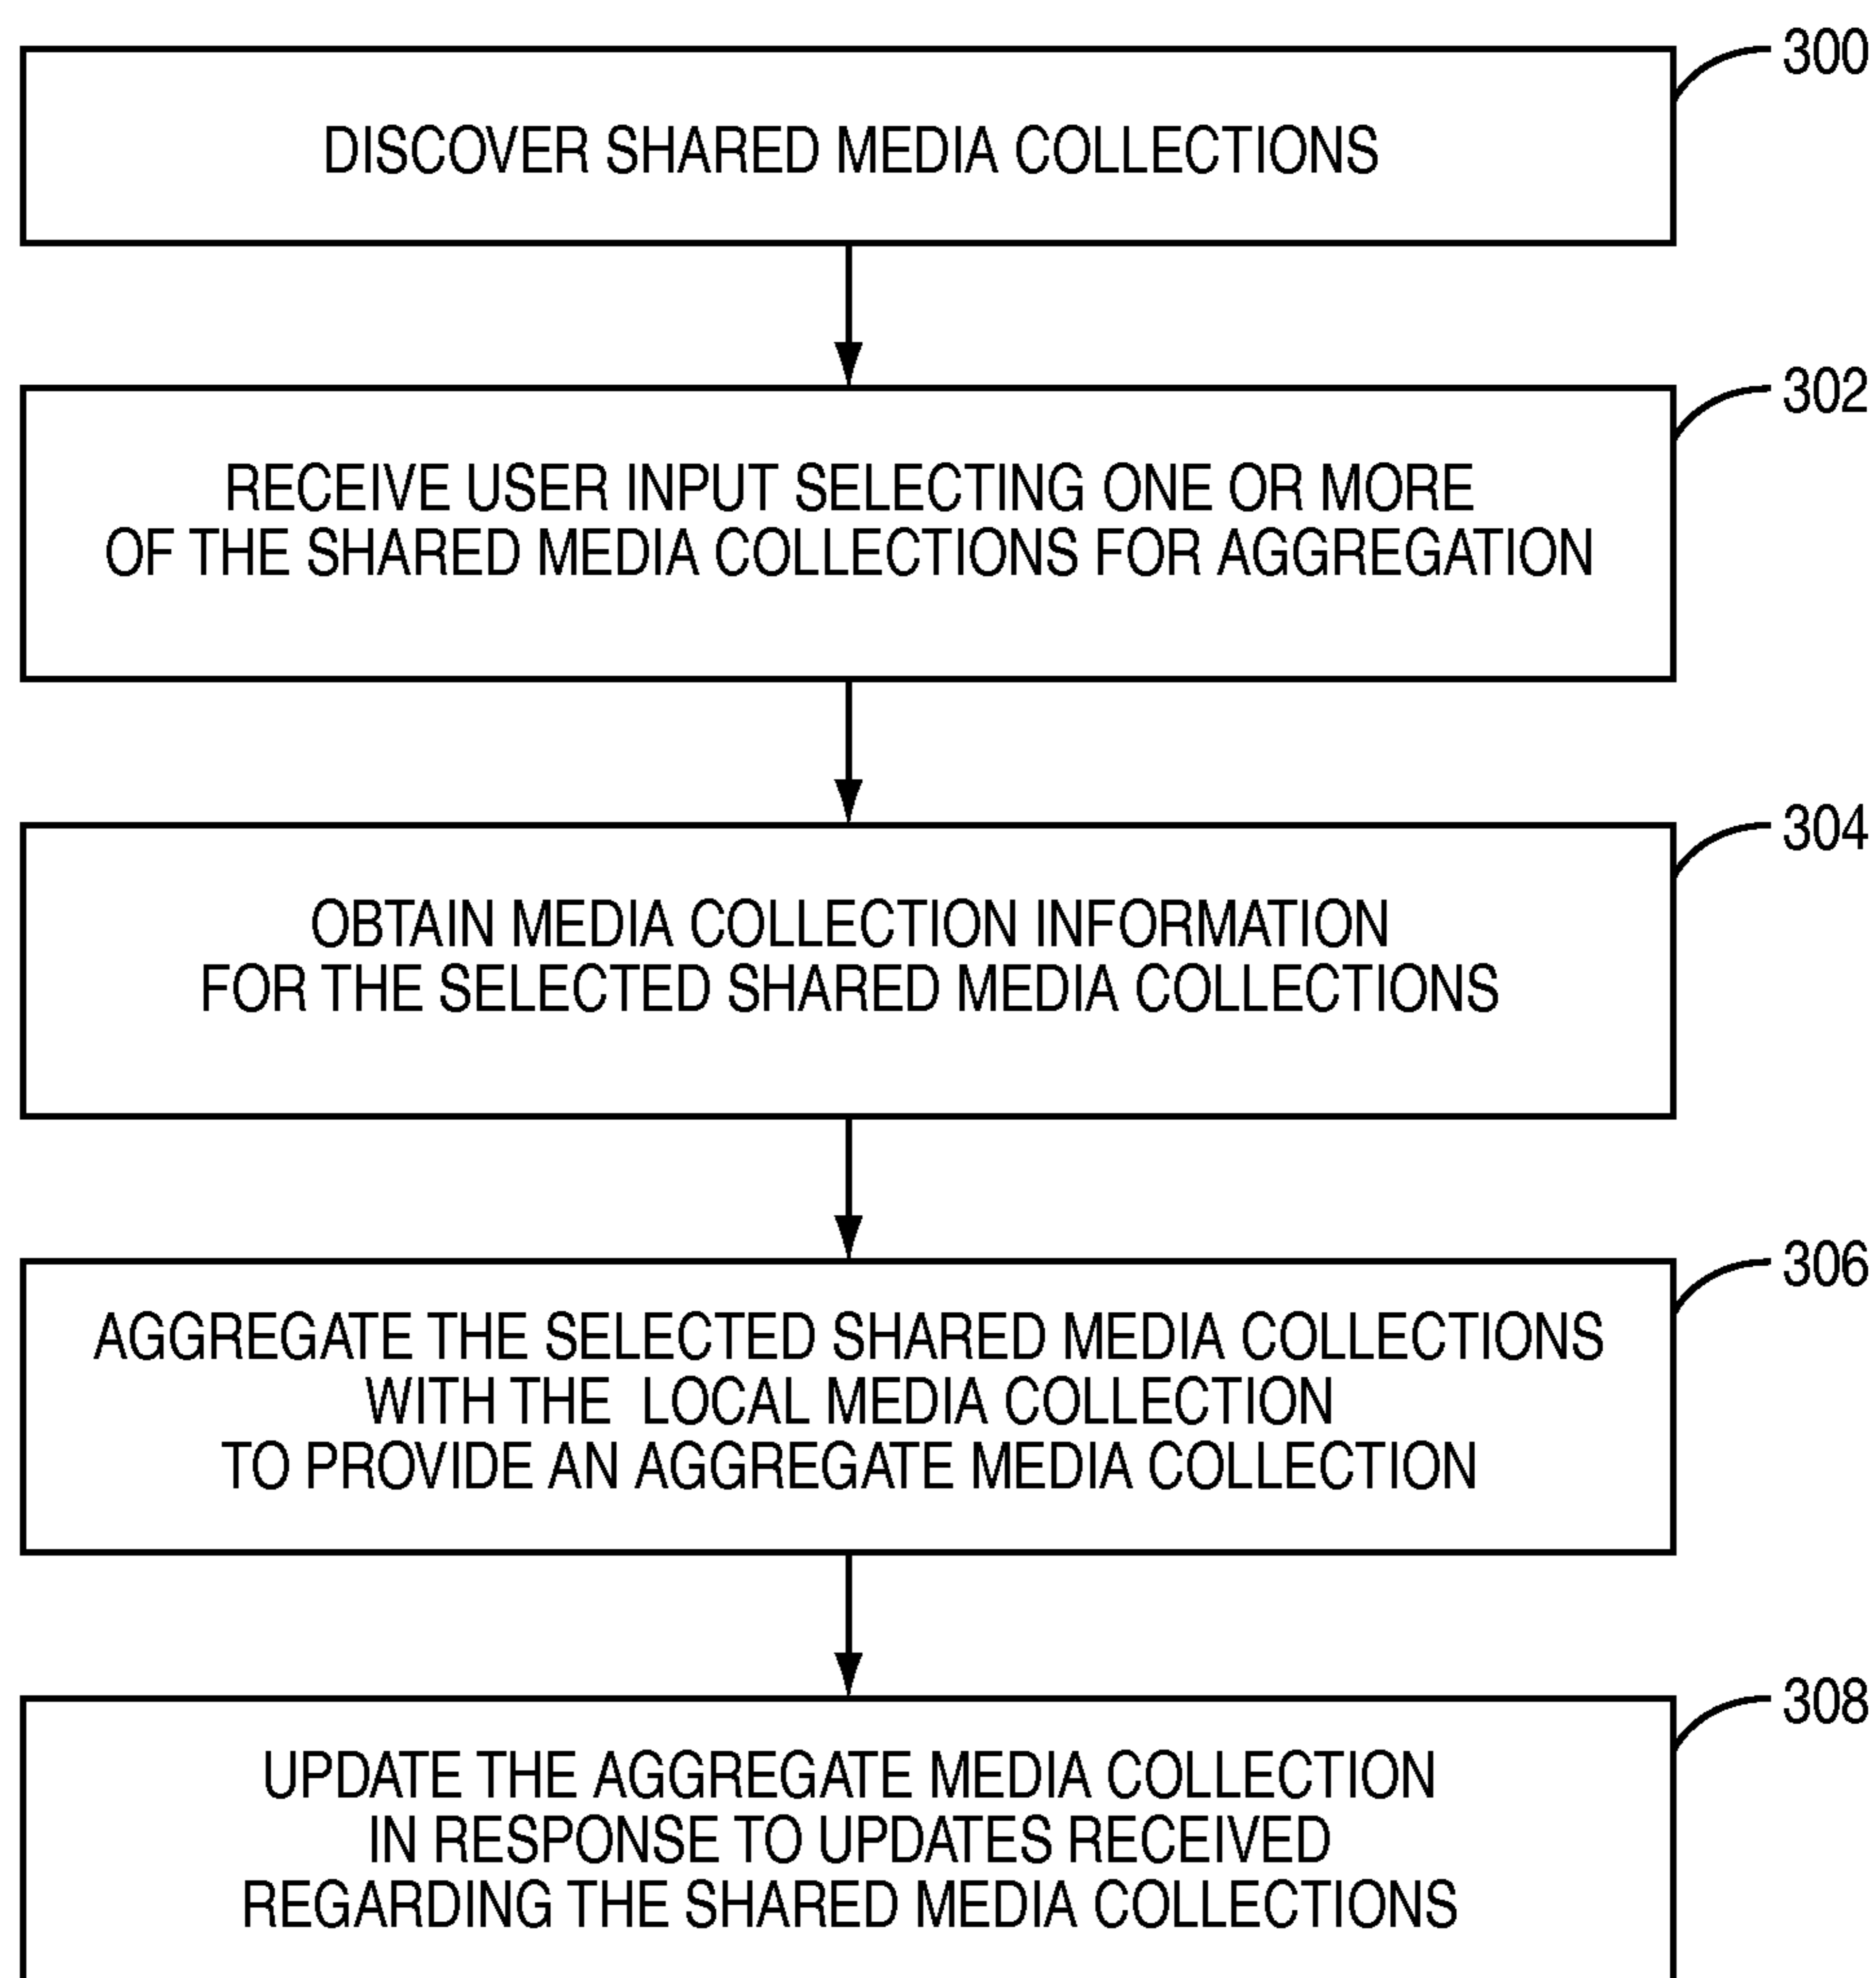 300
DISCOVER SHARED MEDIA COLLECTIONS
302
RECEIVE USER INPUT SELECTING ONE OR MORE
OF THE SHARED MEDIA COLLECTIONS FOR AGGREGATION
304
OBTAIN MEDIA COLLECTION INFORMATION
FOR THE SELECTED SHARED MEDIA COLLECTIONS
306
AGGREGATE THE SELECTED SHARED MEDIA COLLECTIONS
WITH THE LOCAL MEDIA COLLECTION
TO PROVIDE AN AGGREGATE MEDIA COLLECTION
308
UPDATE THE AGGREGATE MEDIA COLLECTION
IN RESPONSE TO UPDATES RECEIVED
REGARDING THE SHARED MEDIA COLLECTIONS